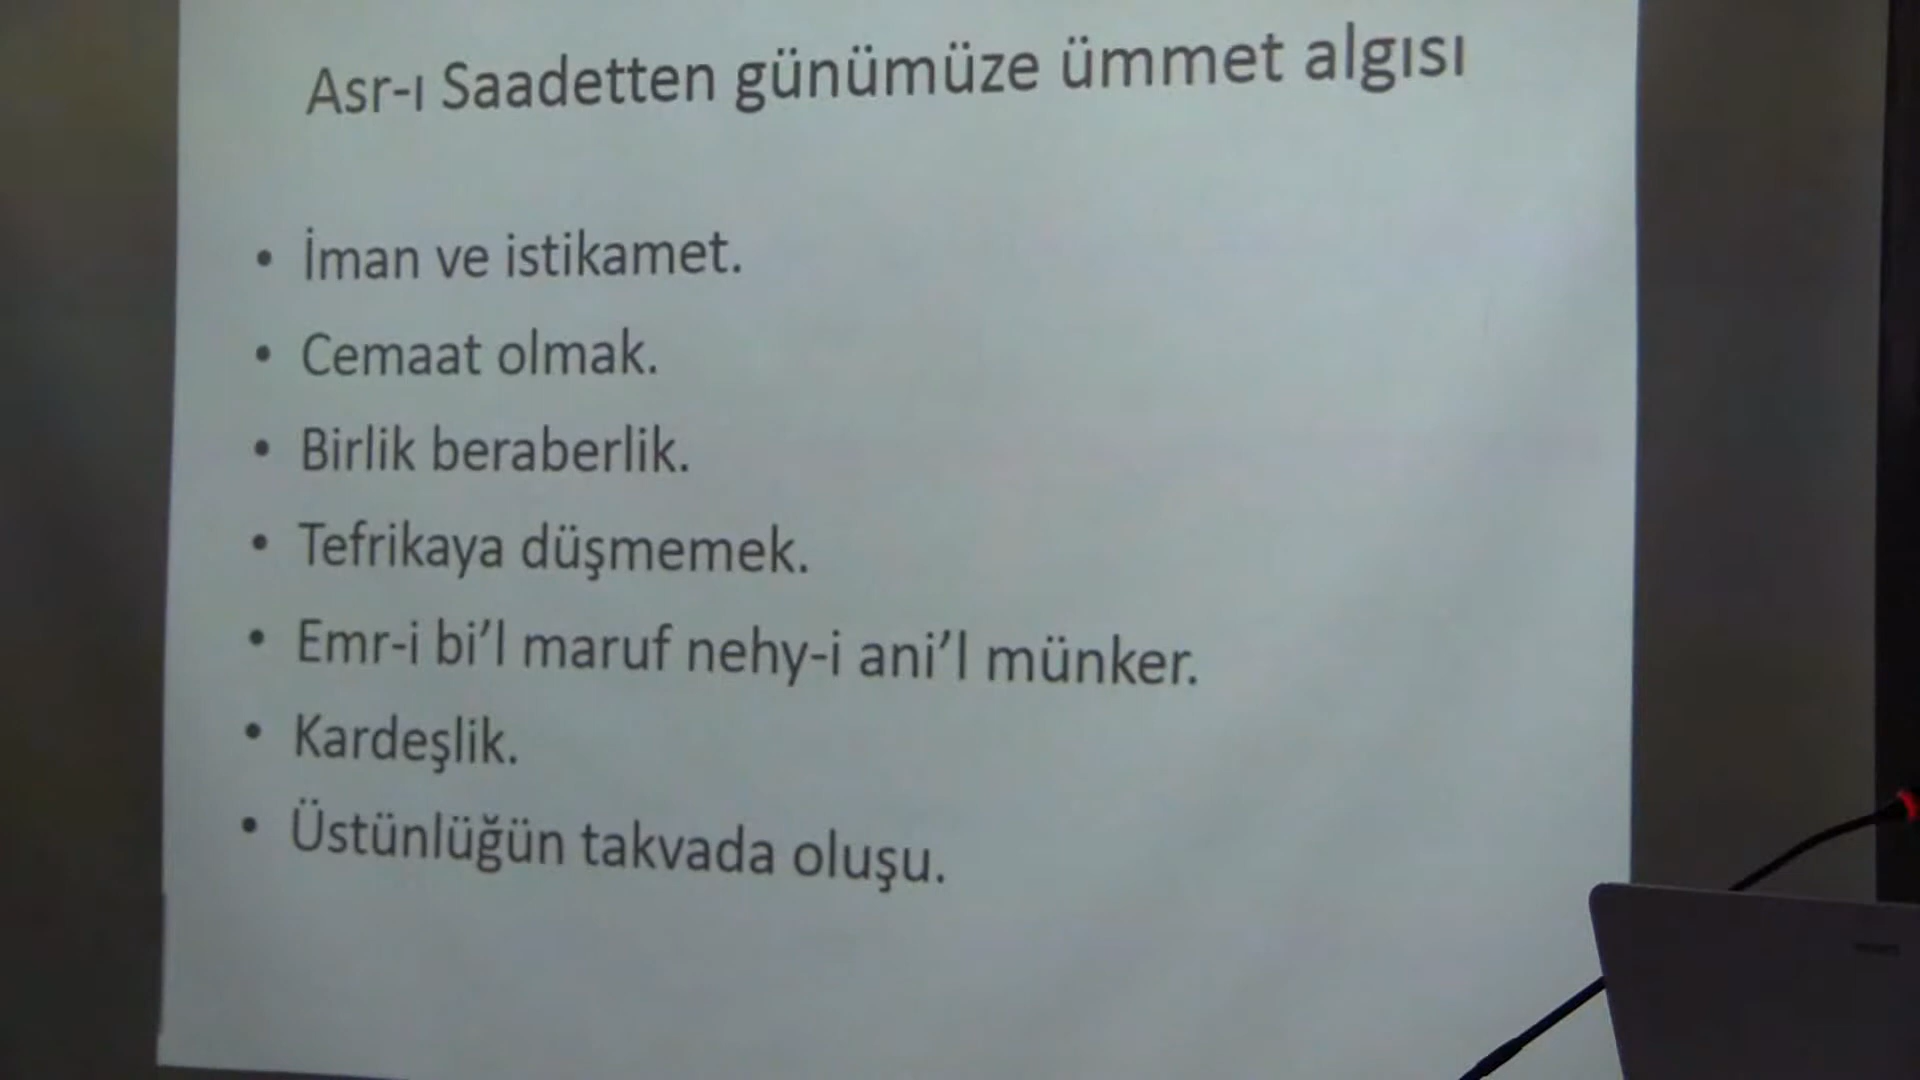 Asr-ı Saadetten günümüze ümmet algısı
• İman ve istikamet.
• Cemaat olmak.
• Birlik beraberlik.
• Tefrikaya düşmemek.
• Emr-i bi’l maruf nehy-i ani’l münker.
• Kardeşlik.
• Üstünlüğün takvada oluşu.